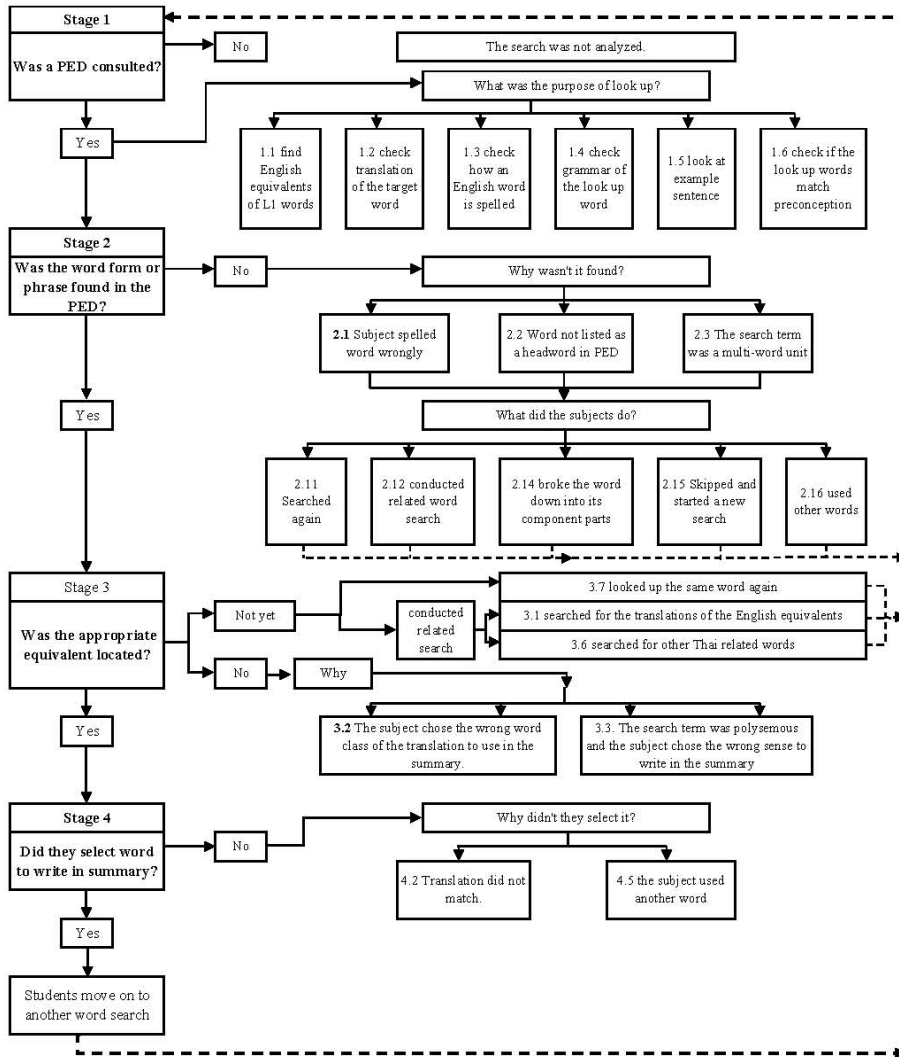 Stage 1
Was a PED consulted?
No
The search was not analyzed.
What was the purpose of look up?
Yes
1.1 find
English
equivalents
of L1 words
1.2 check
translation
of the target
word
1.3 check
how an
English word
is spelled
1.4 check
grammar of
the look up
word
1.5 look at
example
sentence
1.6 check if the
look up words
match
preconception
Stage 2
Was the word form or
phrase found in the
PED?
No
Why wasn't it found?
2.1 Subject spelled
word wrongly
2.2 Word not listed as
a headword in PED
2.3 The search term
was a multi-word unit
Yes
What did the subjects do?
2.11
Searched
again
2.12 conducted
related word
search
2.14 broke the word
down into its
component parts
2.15 Skipped and
started a new
search
2.16 used
other words
Stage 3
Was the appropriate
equivalent located?
Not yet
conducted
related
search
3.7 looked up the same word again
3.1 searched for the translations of the English equivalents
3.6 searched for other Thai related words
No
Why
3.2 The subject chose the wrong word
class of the translation to use in the
summary.
3.3. The search term was polysemous
and the subject chose the wrong sense to
write in the summary
Yes
Stage 4
Did they select word
to write in summary?
No
Why didn't they select it?
4.2 Translation did not
match.
4.5 the subject used
another word
Yes
Students move on to
another word search